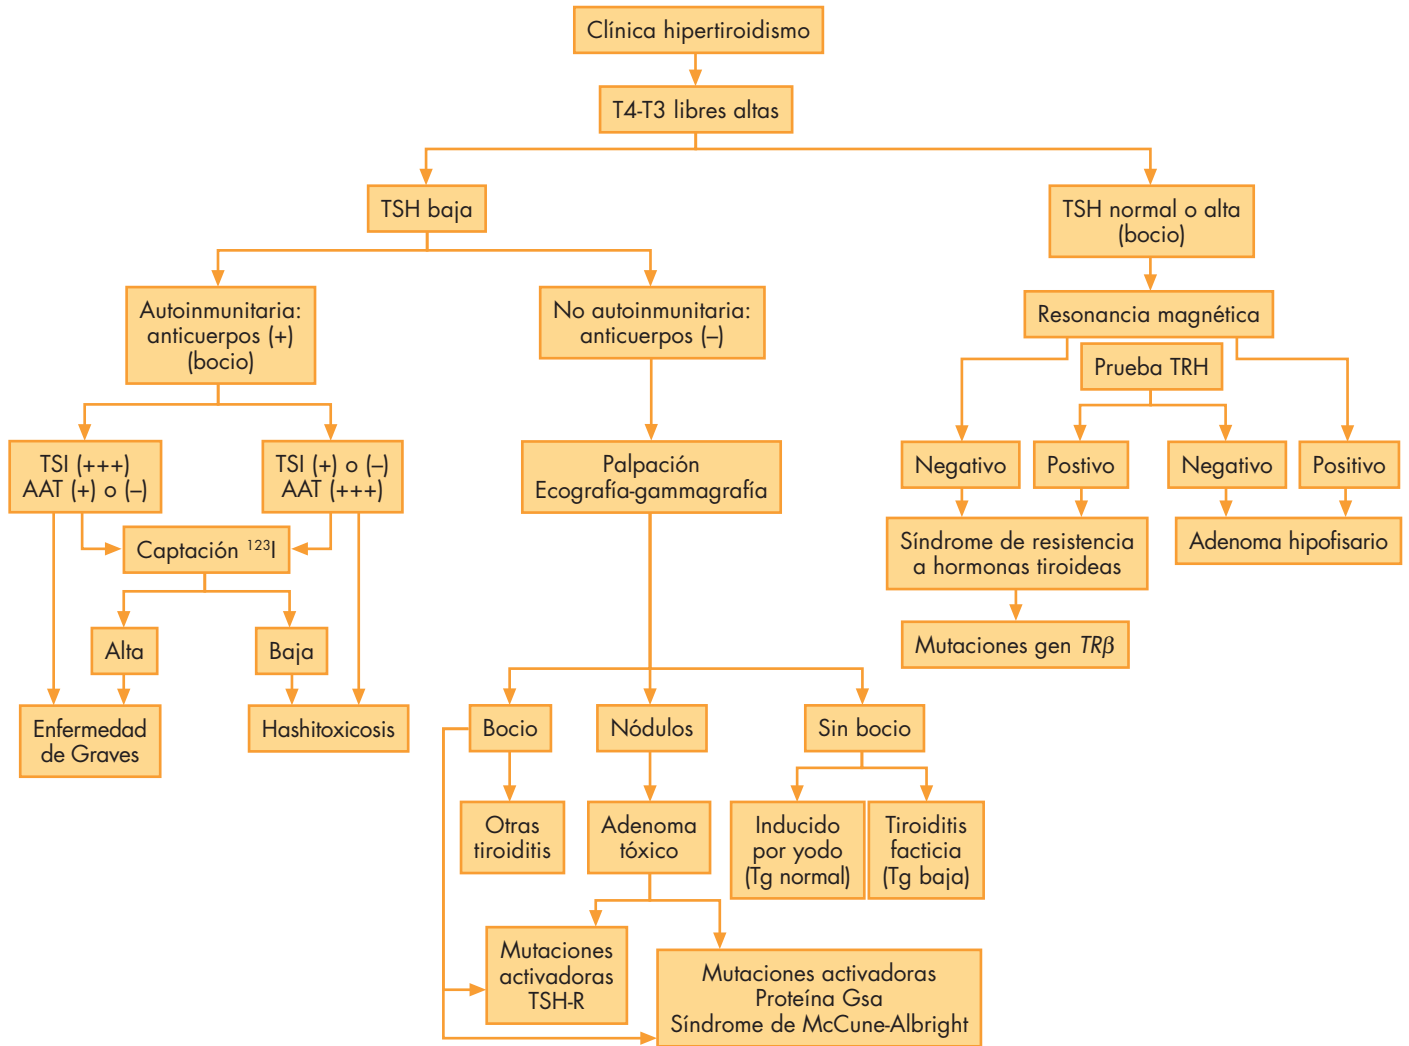 Clínica hipertiroidismo
T4-T3 libres altas
TSH baja
TSH normal o alta
(bocio)
Autoinmunitaria:
anticuerpos (+)
(bocio)
No autoinmunitaria:
anticuerpos (–)
Resonancia magnética
Prueba TRH
TSI (+++)
AAT (+) o (–)
TSI (+) o (–)
AAT (+++)
Palpación
Ecografía-gammagrafía
Negativo
Postivo
Negativo
Positivo
Captación ¹²³I
Síndrome de resistencia
a hormonas tiroideas
Adenoma hipofisario
Alta
Baja
Mutaciones gen TRβ
Enfermedad
de Graves
Hashitoxicosis
Bocio
Nódulos
Sin bocio
Otras
tiroiditis
Adenoma
tóxico
Inducido
por yodo
(Tg normal)
Tiroiditis
facticia
(Tg baja)
Mutaciones
activadoras
TSH-R
Mutaciones activadoras
Proteína Gsa
Síndrome de McCune-Albright